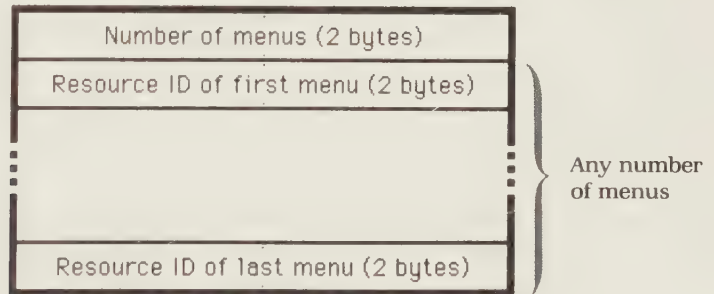 Number of menus (2 bytes)
Resource ID of first menu (2 bytes)
Any number
of menus
Resource ID of last menu (2 bytes)